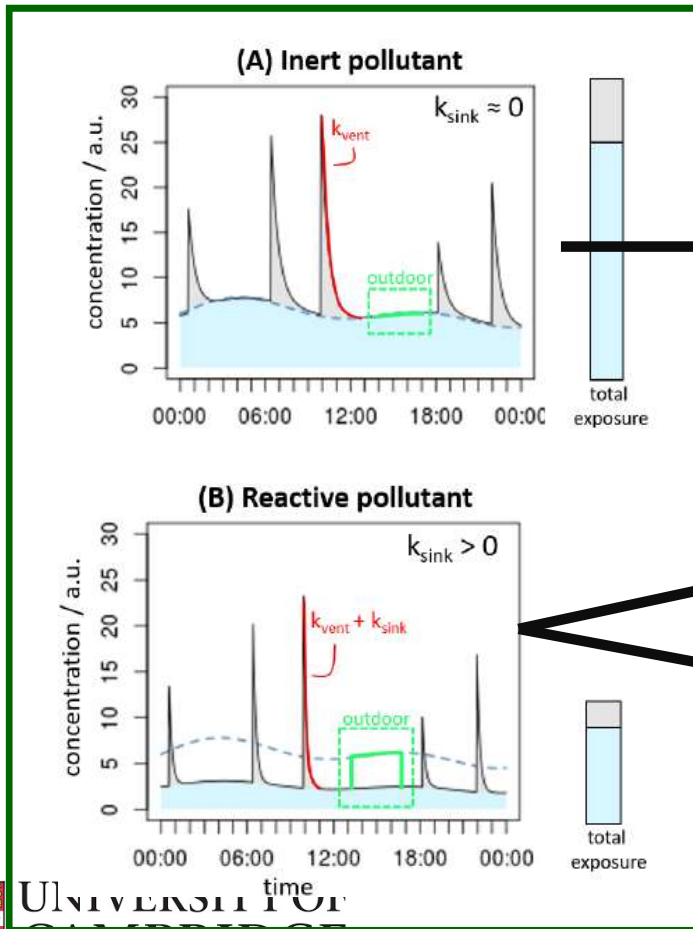 (A) Inert pollutant
concentration / a.u.
30
25
20
15
10
5
0
k_sink ≈ 0
k_vent
outdoor
00:00 06:00 12:00 18:00 00:00
total
exposure
(B) Reactive pollutant
concentration / a.u.
30
25
20
15
10
5
0
k_sink > 0
k_vent + k_sink
outdoor
00:00 06:00 12:00 18:00 00:00
time
total
exposure